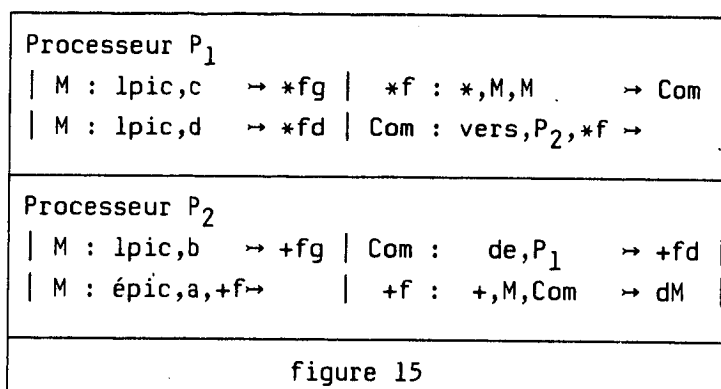 Processeur P₁
| M : lpic,c ↣ *fg | *f : *,M,M ↣ Com
| M : lpic,d ↣ *fd | Com : vers,P₂,*f ↣
Processeur P₂
| M : lpic,b ↣ +fg | Com : de,P₁ ↣ +fd |
| M : épic,a,+f↣ | +f : +,M,Com ↣ dM |
figure 15